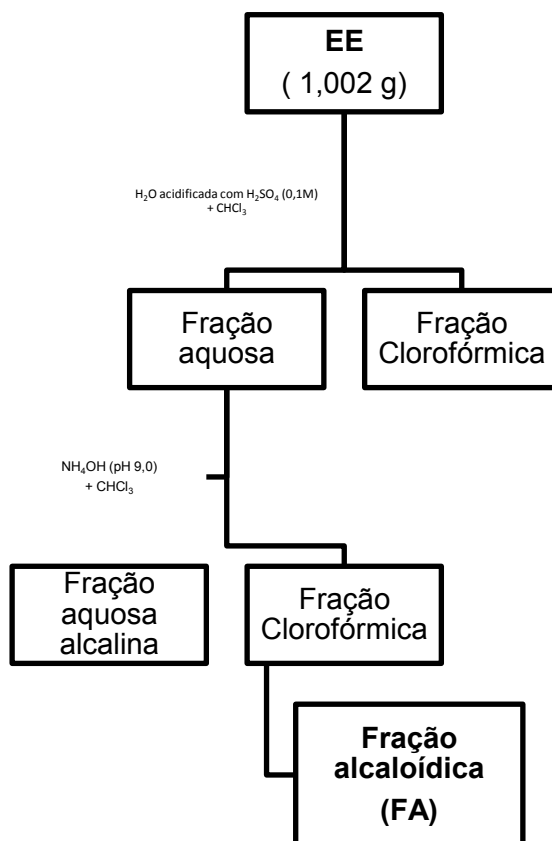 EE
( 1,002 g)
H₂O acidificada com H₂SO₄ (0,1M)
+ CHCl₃
Fração
aquosa
Fração
Clorofórmica
NH₄OH (pH 9,0)
+ CHCl₃
Fração
aquosa
alcalina
Fração
Clorofórmica
Fração
alcaloídica
(FA)